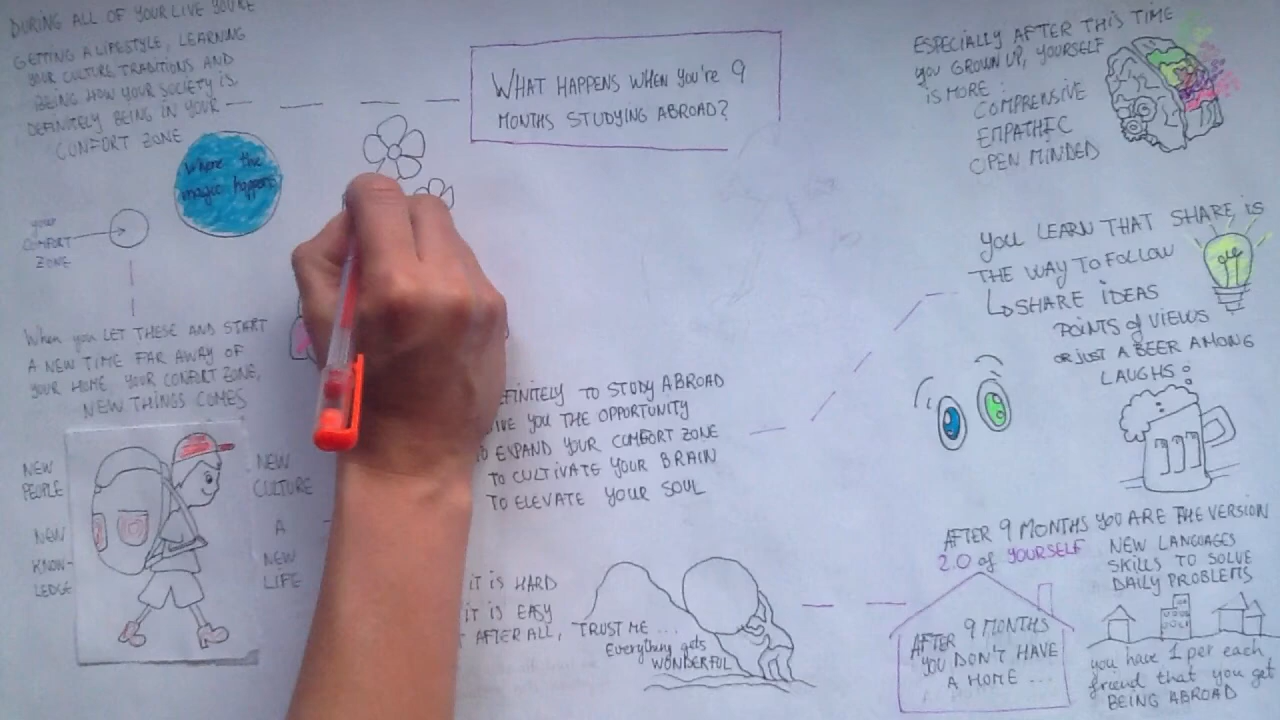 WHAT HAPPENS WHEN YOU'RE 9
MONTHS STUDYING ABROAD?
DURING ALL OF YOUR LIVE YOU'RE
GETTING A LIFESTYLE, LEARNING
YOUR CULTURE, TRADITIONS AND
BEING HOW YOUR SOCIETY IS.
DEFINITELY BEING IN YOUR
CONFORT ZONE
Where the
magic happens
your
COMFORT
ZONE
When you LET THESE AND START
A NEW TIME FAR AWAY OF
YOUR HOME, YOUR CONFORT ZONE,
NEW THINGS COMES
NEW
PEOPLE
NEW
KNOW-
LEDGE
NEW
CULTURE
A
NEW
LIFE
EFINITELY TO STUDY ABROAD
IVE YOU THE OPPORTUNITY
O EXPAND YOUR COMFORT ZONE
TO CULTIVATE YOUR BRAIN
TO ELEVATE YOUR SOUL
IT IS HARD
IT IS EASY
AFTER ALL, TRUST ME ...
Everything gets
WONDERFUL
ESPECIALLY AFTER THIS TIME
YOU GROWN UP, YOURSELF
IS MORE :
COMPRENSIVE
EMPATHIC
OPEN MINDED
YOU LEARN THAT SHARE IS
THE WAY TO FOLLOW
↳ SHARE IDEAS
POINTS of VIEWS
OR JUST A BEER AMONG
LAUGHS
AFTER 9 MONTHS YOU ARE THE VERSION
2.0 of YOURSELF
NEW LANGUAGES
SKILLS TO SOLVE
DAILY PROBLEMS
AFTER 9 MONTHS
YOU DON'T HAVE
A HOME ...
you have 1 per each
friend that you get
BEING ABROAD